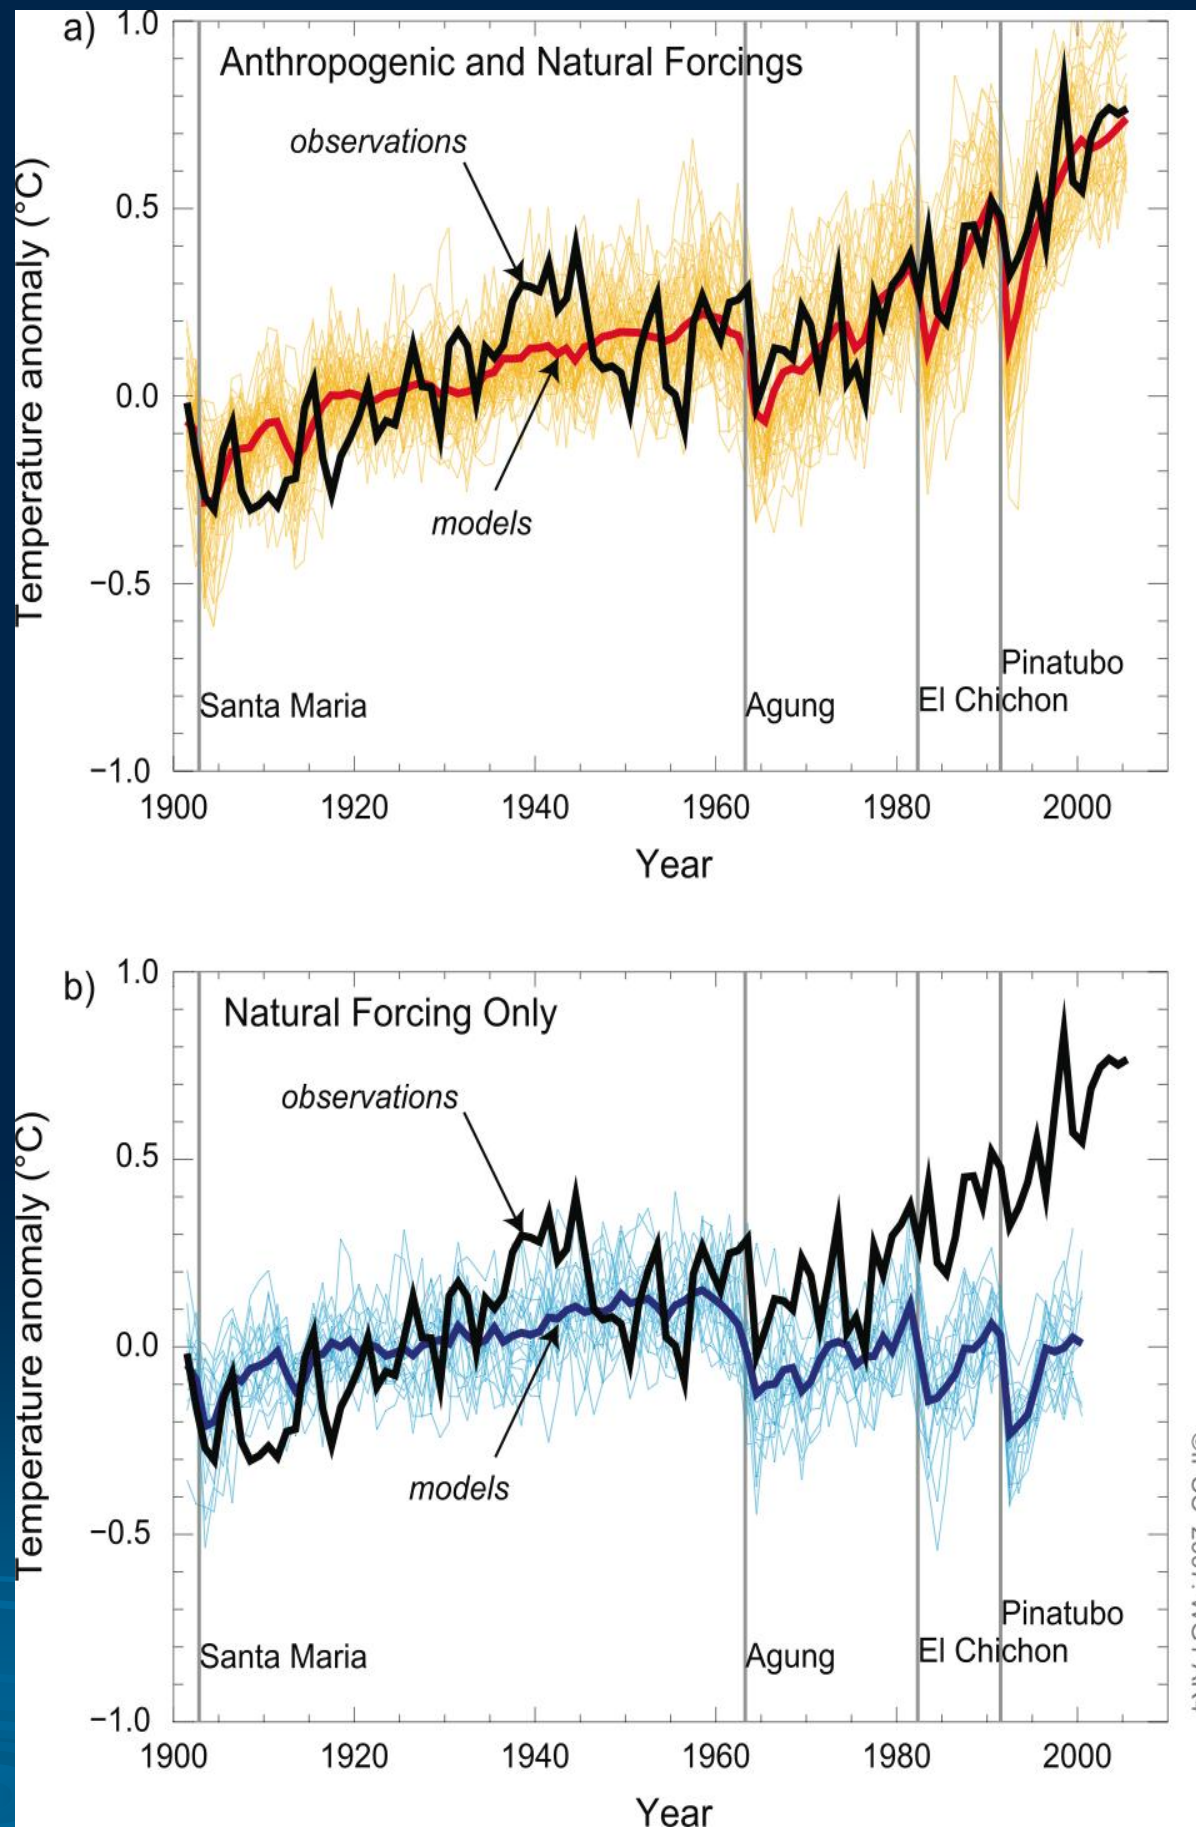 a)
Anthropogenic and Natural Forcings
observations
models
Temperature anomaly (°C)
1.0
0.5
0.0
−0.5
−1.0
Santa Maria
Agung
El Chichon
Pinatubo
1900 1920 1940 1960 1980 2000
Year
b)
Natural Forcing Only
observations
models
Temperature anomaly (°C)
1.0
0.5
0.0
−0.5
−1.0
Santa Maria
Agung
El Chichon
Pinatubo
1900 1920 1940 1960 1980 2000
Year